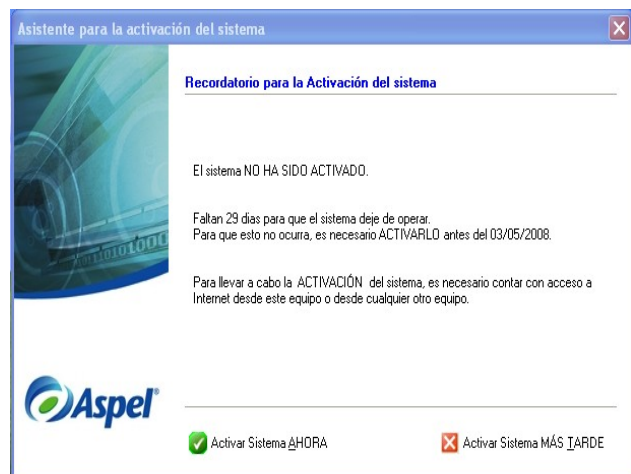 Asistente para la activación del sistema
Recordatorio para la Activación del sistema
El sistema NO HA SIDO ACTIVADO.
Faltan 29 dias para que el sistema deje de operar.
Para que esto no ocurra, es necesario ACTIVARLO antes del 03/05/2008.
Para llevar a cabo la ACTIVACIÓN del sistema, es necesario contar con acceso a
Internet desde este equipo o desde cualquier otro equipo.
Aspel®
Activar Sistema AHORA
Activar Sistema MÁS TARDE